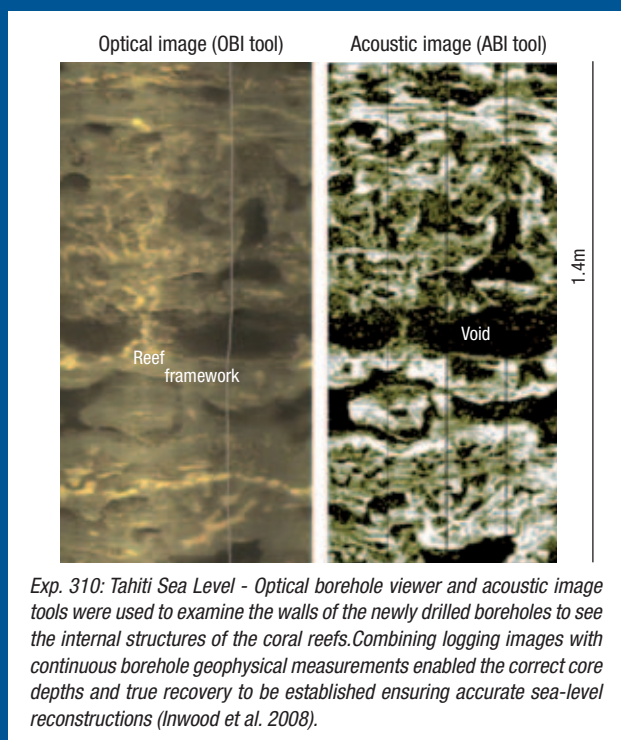 Optical image (OBI tool)
Acoustic image (ABI tool)
1.4m
Void
Reef
framework
Exp. 310: Tahiti Sea Level - Optical borehole viewer and acoustic image
tools were used to examine the walls of the newly drilled boreholes to see
the internal structures of the coral reefs.Combining logging images with
continuous borehole geophysical measurements enabled the correct core
depths and true recovery to be established ensuring accurate sea-level
reconstructions (Inwood et al. 2008).